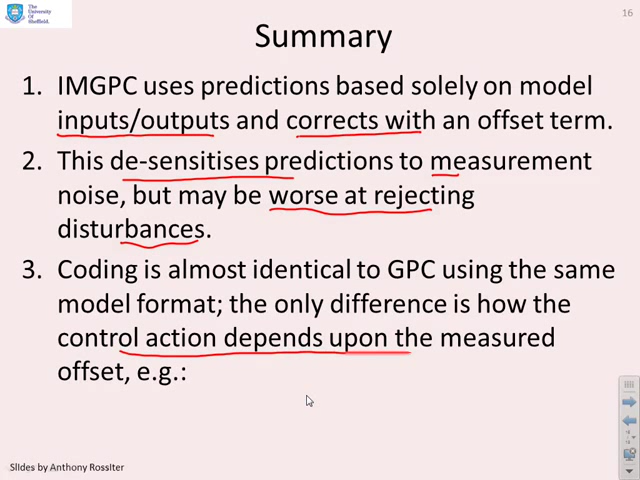 The
University
Of
Sheffield.
16
Summary
1. IMGPC uses predictions based solely on model
inputs/outputs and corrects with an offset term.
2. This de-sensitises predictions to measurement
noise, but may be worse at rejecting
disturbances.
3. Coding is almost identical to GPC using the same
model format; the only difference is how the
control action depends upon the measured
offset, e.g.:
Slides by Anthony Rossiter